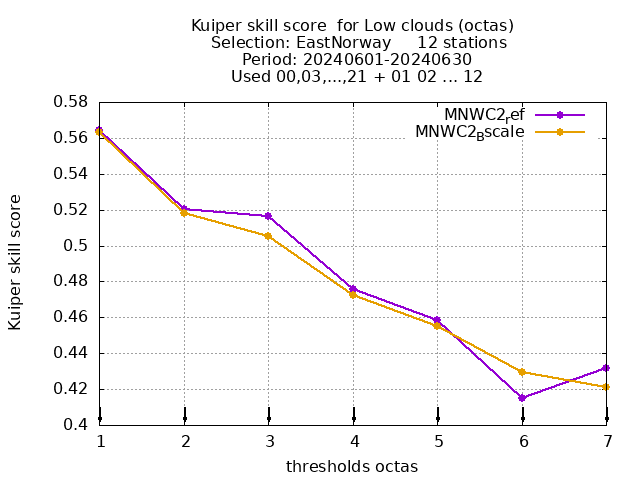 Kuiper skill score  for Low clouds (octas)
Selection: EastNorway     12 stations
Period: 20240601-20240630
Used 00,03,...,21 + 01 02 ... 12
MNWC2_ref
MNWC2_Bscale
Kuiper skill score
0.58
0.56
0.54
0.52
0.5
0.48
0.46
0.44
0.42
0.4
1 2 3 4 5 6 7
thresholds octas